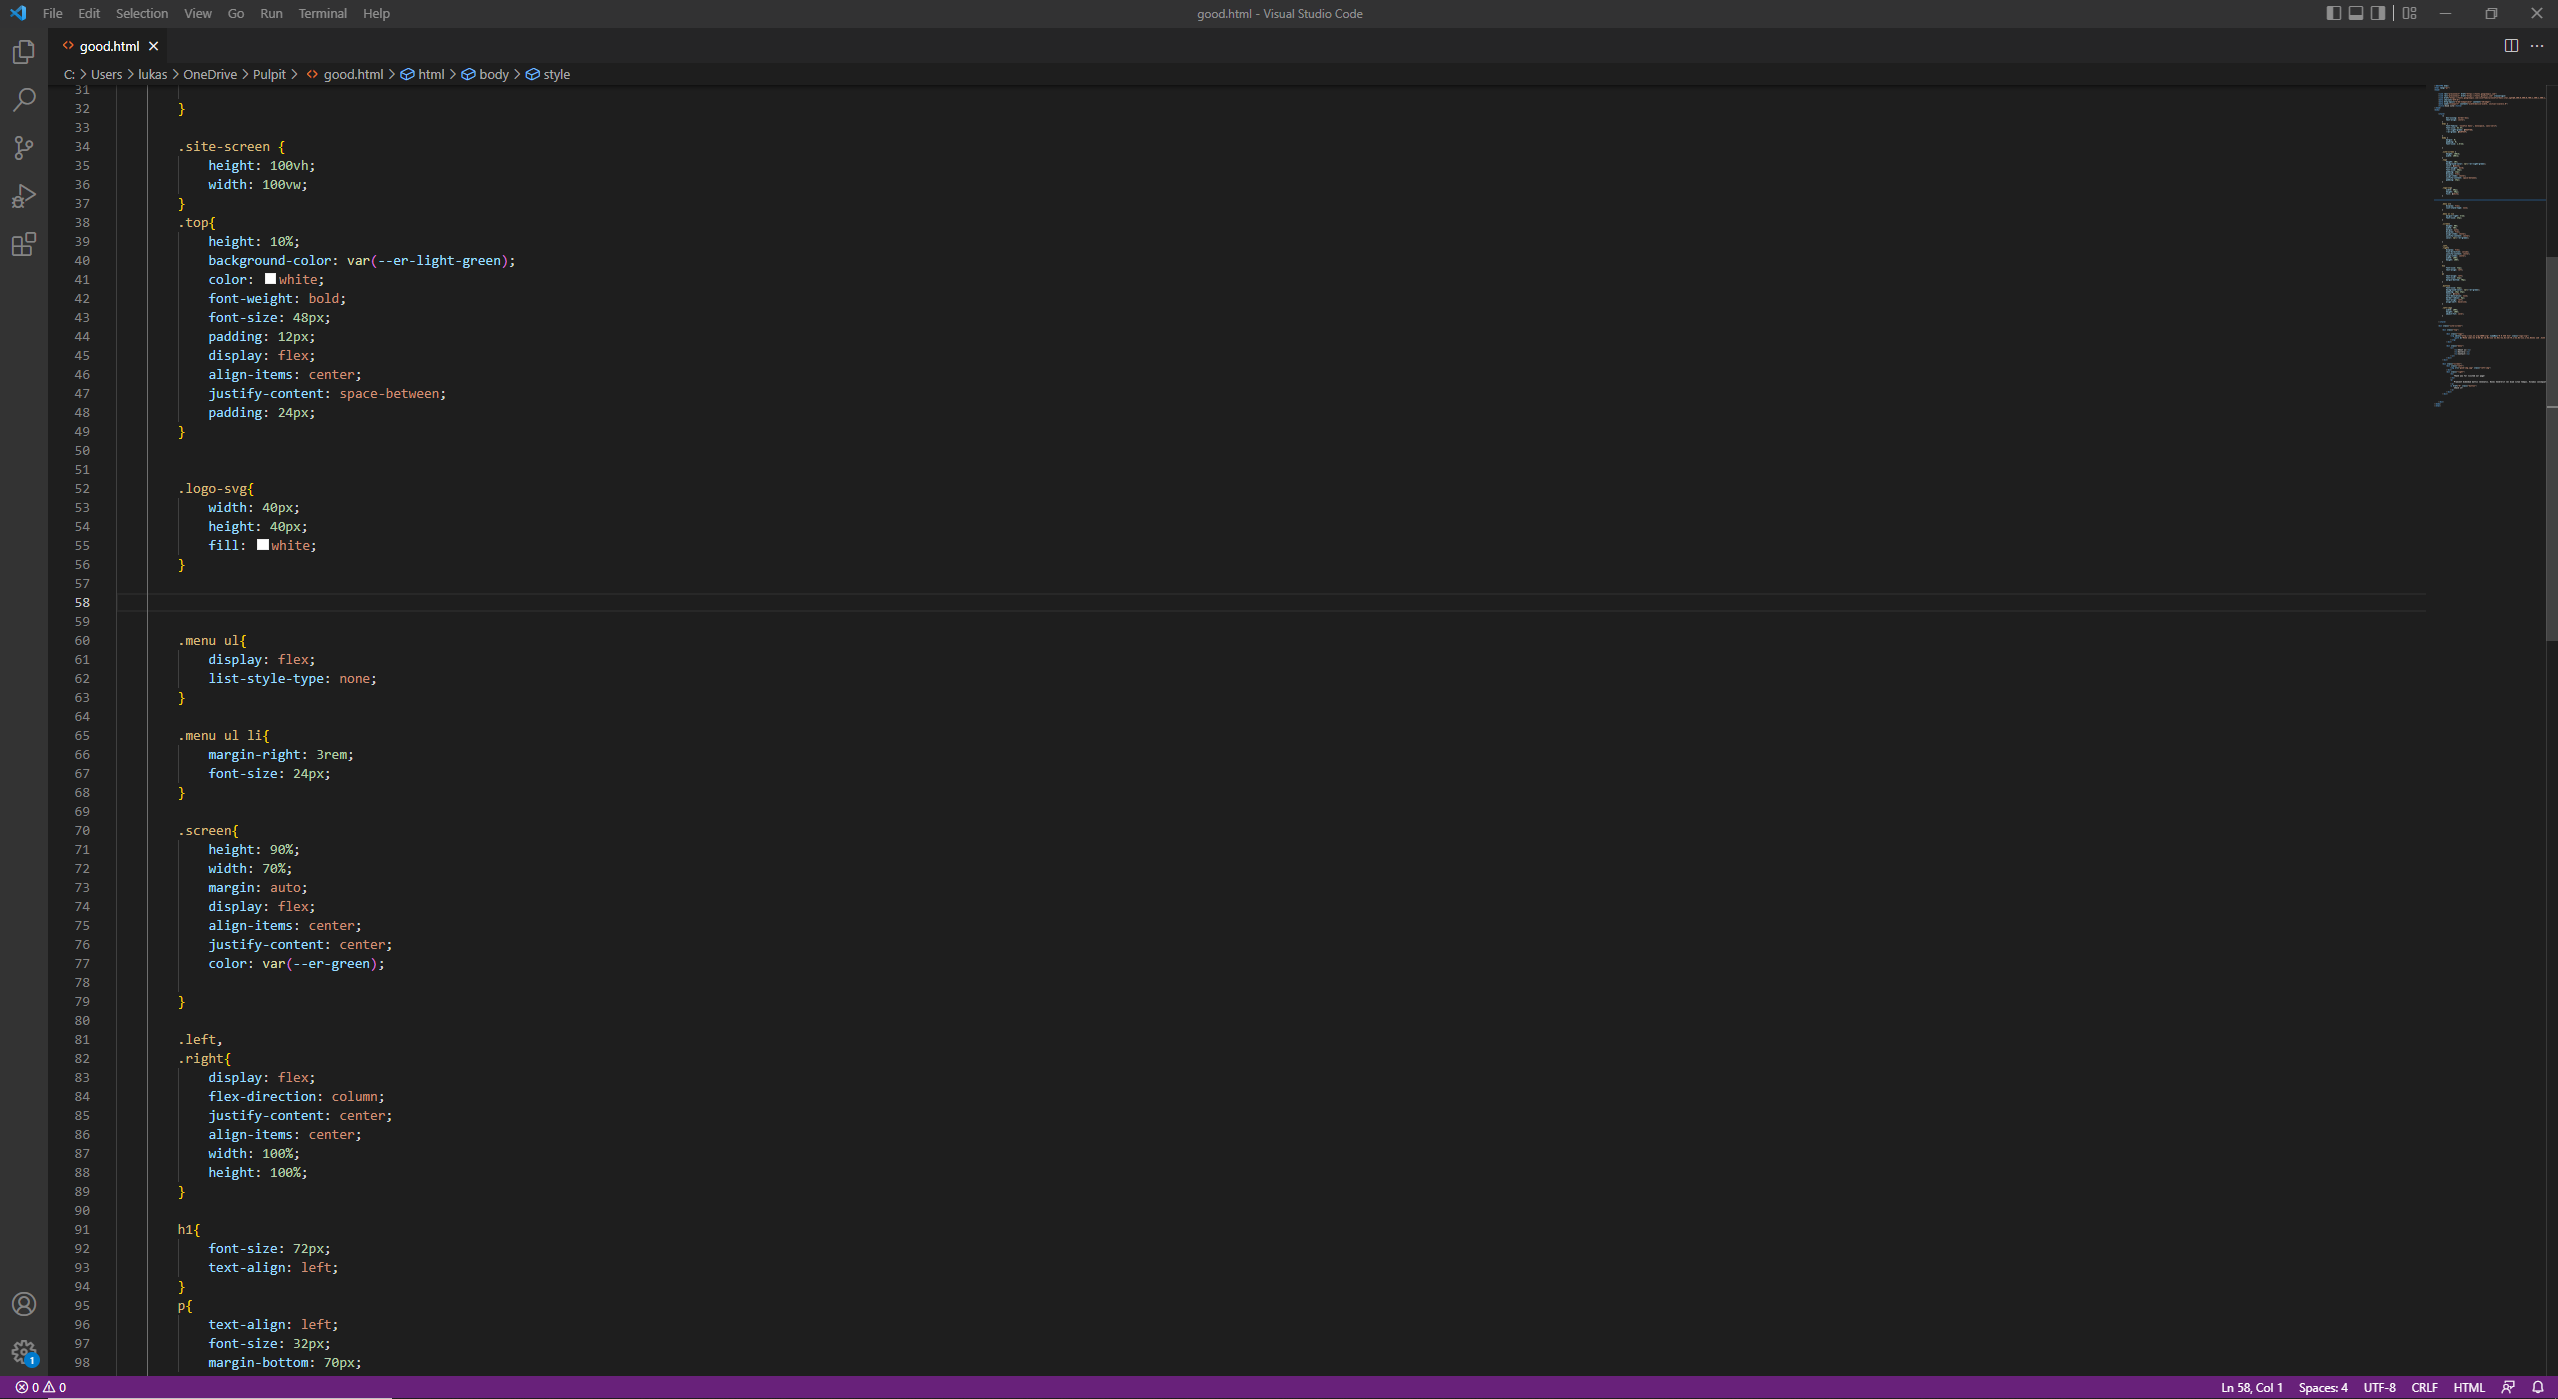 File Edit Selection View Go Run Terminal Help
good.html - Visual Studio Code
good.html
C: > Users > lukas > OneDrive > Pulpit > good.html > html > body > style
31
32 }
33
34 .site-screen {
35 height: 100vh;
36 width: 100vw;
37 }
38 .top{
39 height: 10%;
40 background-color: var(--er-light-green);
41 color: white;
42 font-weight: bold;
43 font-size: 48px;
44 padding: 12px;
45 display: flex;
46 align-items: center;
47 justify-content: space-between;
48 padding: 24px;
49 }
50
51
52 .logo-svg{
53 width: 40px;
54 height: 40px;
55 fill: white;
56 }
57
58
59
60 .menu ul{
61 display: flex;
62 list-style-type: none;
63 }
64
65 .menu ul li{
66 margin-right: 3rem;
67 font-size: 24px;
68 }
69
70 .screen{
71 height: 90%;
72 width: 70%;
73 margin: auto;
74 display: flex;
75 align-items: center;
76 justify-content: center;
77 color: var(--er-green);
78
79 }
80
81 .left,
82 .right{
83 display: flex;
84 flex-direction: column;
85 justify-content: center;
86 align-items: center;
87 width: 100%;
88 height: 100%;
89 }
90
91 h1{
92 font-size: 72px;
93 text-align: left;
94 }
95 p{
96 text-align: left;
97 font-size: 32px;
98 margin-bottom: 70px;
1
0 0
Ln 58, Col 1 Spaces: 4 UTF-8 CRLF HTML